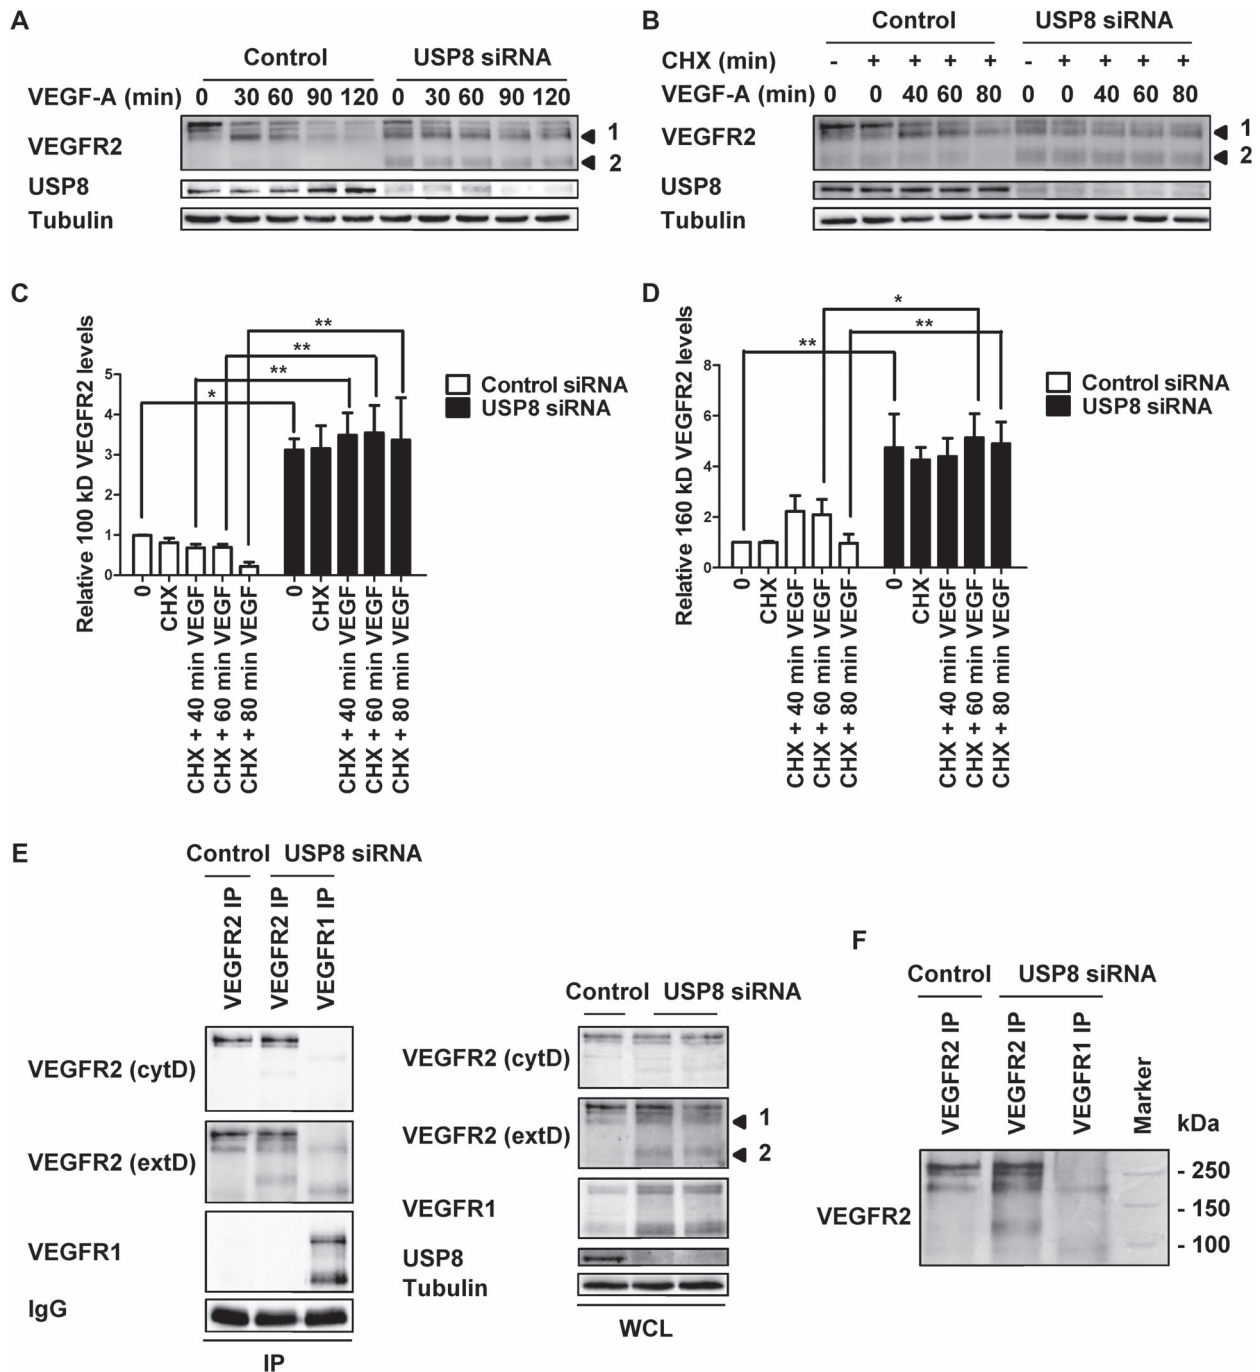 A
Control USP8 siRNA
VEGF-A (min) 0 30 60 90 120 0 30 60 90 120
VEGFR2
1
2
USP8
Tubulin
B
Control USP8 siRNA
CHX (min) - + + + + - + + + +
VEGF-A (min) 0 0 40 60 80 0 0 40 60 80
VEGFR2
1
2
USP8
Tubulin
C
Relative 100 kD VEGFR2 levels
5
4
3
2
1
0
**
**
**
*
Control siRNA
USP8 siRNA
0
CHX
CHX + 40 min VEGF
CHX + 60 min VEGF
CHX + 80 min VEGF
0
CHX
CHX + 40 min VEGF
CHX + 60 min VEGF
CHX + 80 min VEGF
D
Relative 160 kD VEGFR2 levels
8
6
4
2
0
*
**
**
Control siRNA
USP8 siRNA
0
CHX
CHX + 40 min VEGF
CHX + 60 min VEGF
CHX + 80 min VEGF
0
CHX
CHX + 40 min VEGF
CHX + 60 min VEGF
CHX + 80 min VEGF
E
Control USP8 siRNA
VEGFR2 IP
VEGFR2 IP
VEGFR1 IP
VEGFR2 (cytD)
VEGFR2 (extD)
VEGFR1
IgG
IP
Control USP8 siRNA
VEGFR2 (cytD)
VEGFR2 (extD)
1
2
VEGFR1
USP8
Tubulin
WCL
F
Control USP8 siRNA
VEGFR2 IP
VEGFR2 IP
VEGFR1 IP
Marker
kDa
VEGFR2
- 250
- 150
- 100